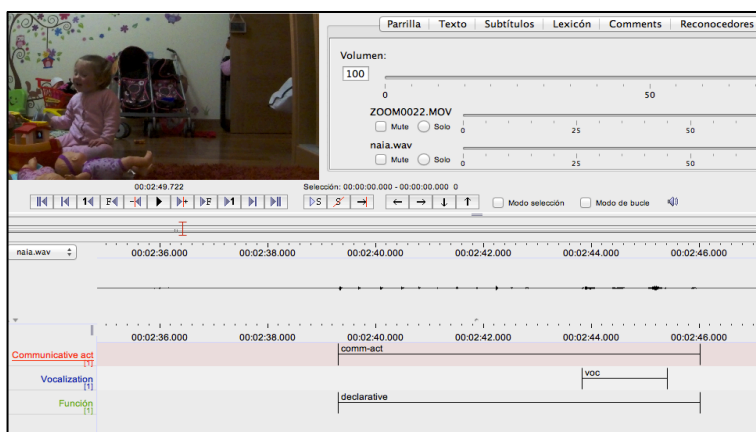 Parrilla Texto Subtítulos Lexicón Comments Reconocedores
Volumen:
100
0 50
ZOOM0022.MOV
Mute Solo 0 25 50
naia.wav
Mute Solo 0 25 50
00:02:49.722 Selección: 00:00:00.000 - 00:00:00.000 0
1 F F 1 S S Modo selección Modo de bucle
naia.wav 00:02:36.000 00:02:38.000 00:02:40.000 00:02:42.000 00:02:44.000 00:02:46.000
00:02:36.000 00:02:38.000 00:02:40.000 00:02:42.000 00:02:44.000 00:02:46.000
Communicative act comm-act
[1]
Vocalization voc
[1]
Función declarative
[1]